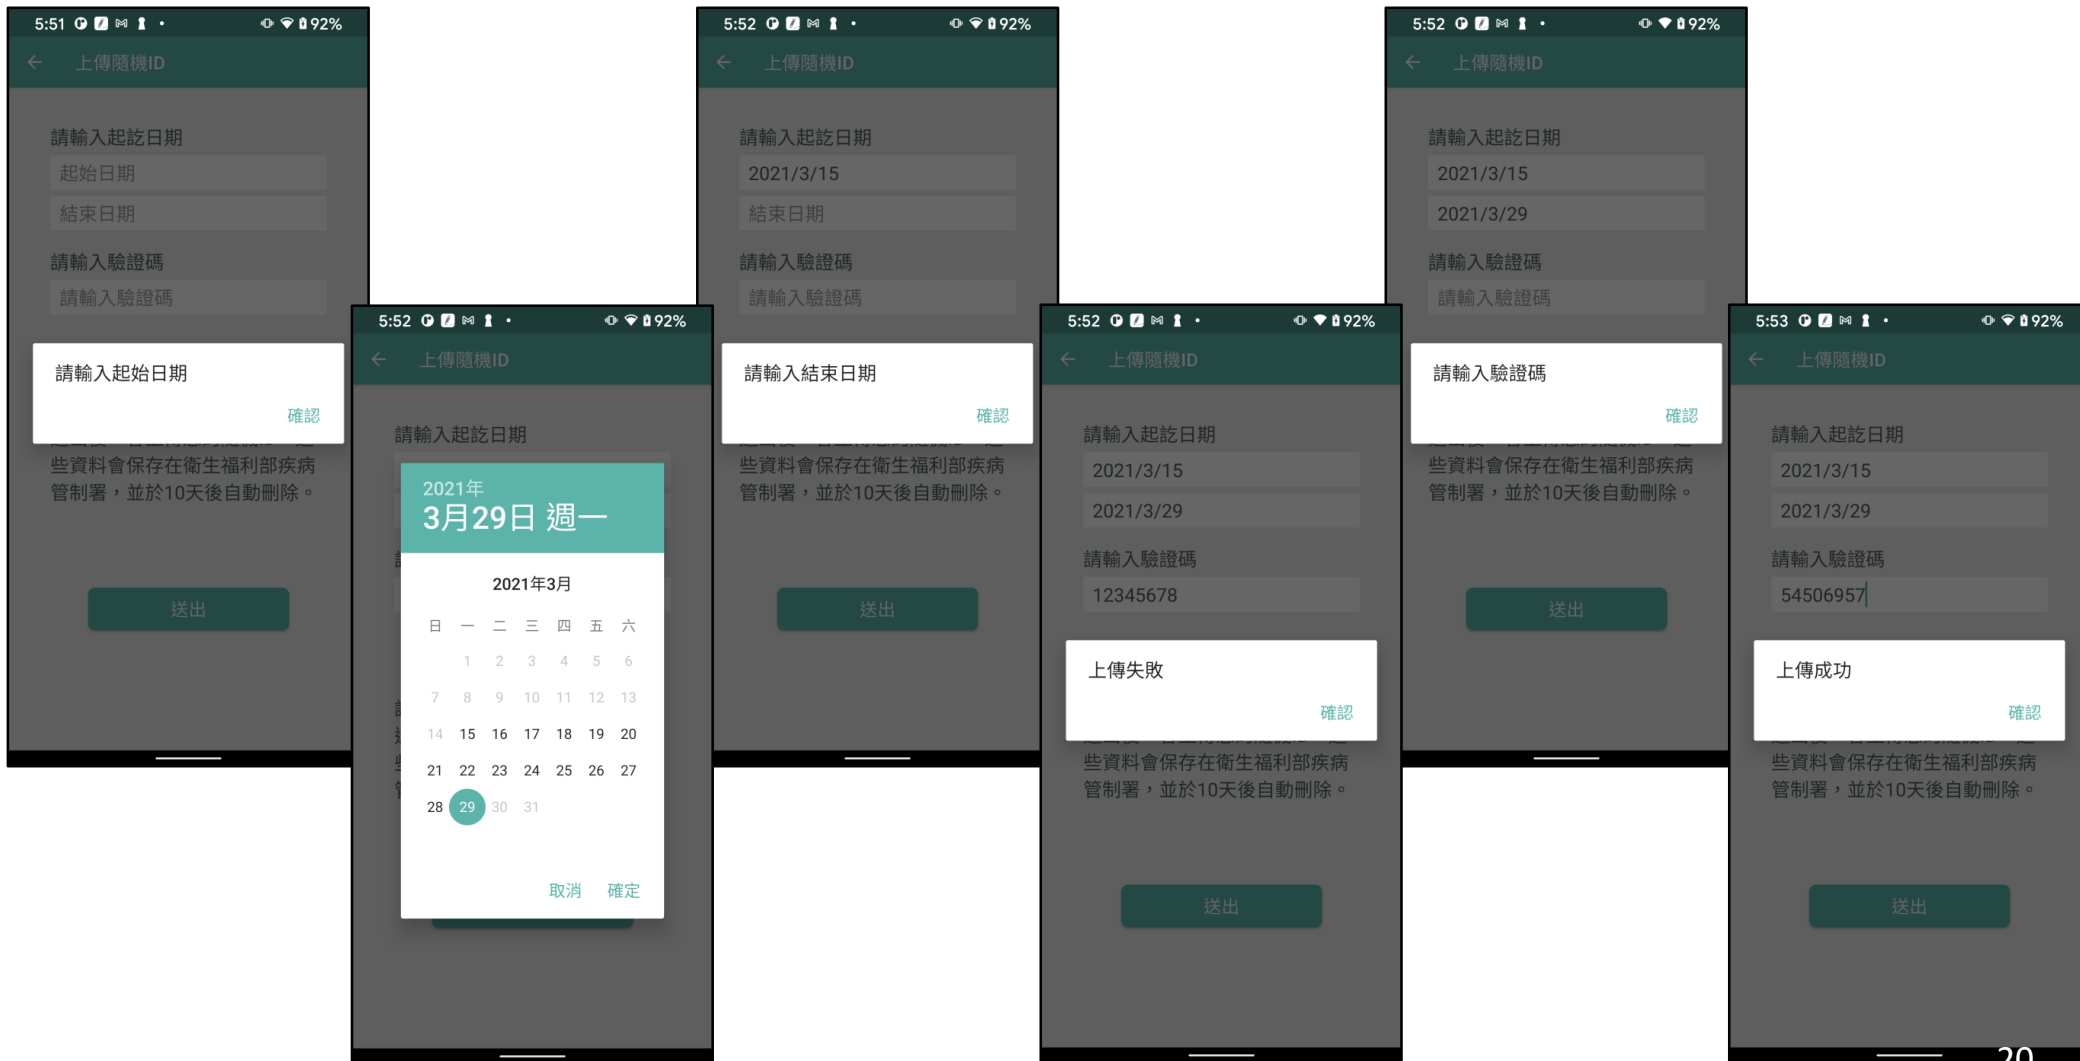 5:51
92%
上傳隨機ID
請輸入起訖日期
起始日期
結束日期
請輸入驗證碼
請輸入驗證碼
請輸入起始日期
確認
些資料會保存在衛生福利部疾病
管制署，並於10天後自動刪除。
送出
5:52
92%
上傳隨機ID
請輸入起訖日期
2021年
3月29日 週一
2021年3月
日 一 二 三 四 五 六
1 2 3 4 5 6
7 8 9 10 11 12 13
14 15 16 17 18 19 20
21 22 23 24 25 26 27
28 29 30 31
取消 確定
5:52
92%
上傳隨機ID
請輸入起訖日期
2021/3/15
結束日期
請輸入驗證碼
請輸入驗證碼
請輸入結束日期
確認
些資料會保存在衛生福利部疾病
管制署，並於10天後自動刪除。
送出
5:52
92%
上傳隨機ID
請輸入起訖日期
2021/3/15
2021/3/29
請輸入驗證碼
12345678
上傳失敗
確認
些資料會保存在衛生福利部疾病
管制署，並於10天後自動刪除。
送出
5:52
92%
上傳隨機ID
請輸入起訖日期
2021/3/15
2021/3/29
請輸入驗證碼
請輸入驗證碼
請輸入驗證碼
確認
些資料會保存在衛生福利部疾病
管制署，並於10天後自動刪除。
送出
5:53
92%
上傳隨機ID
請輸入起訖日期
2021/3/15
2021/3/29
請輸入驗證碼
54506957
上傳成功
確認
些資料會保存在衛生福利部疾病
管制署，並於10天後自動刪除。
送出
20